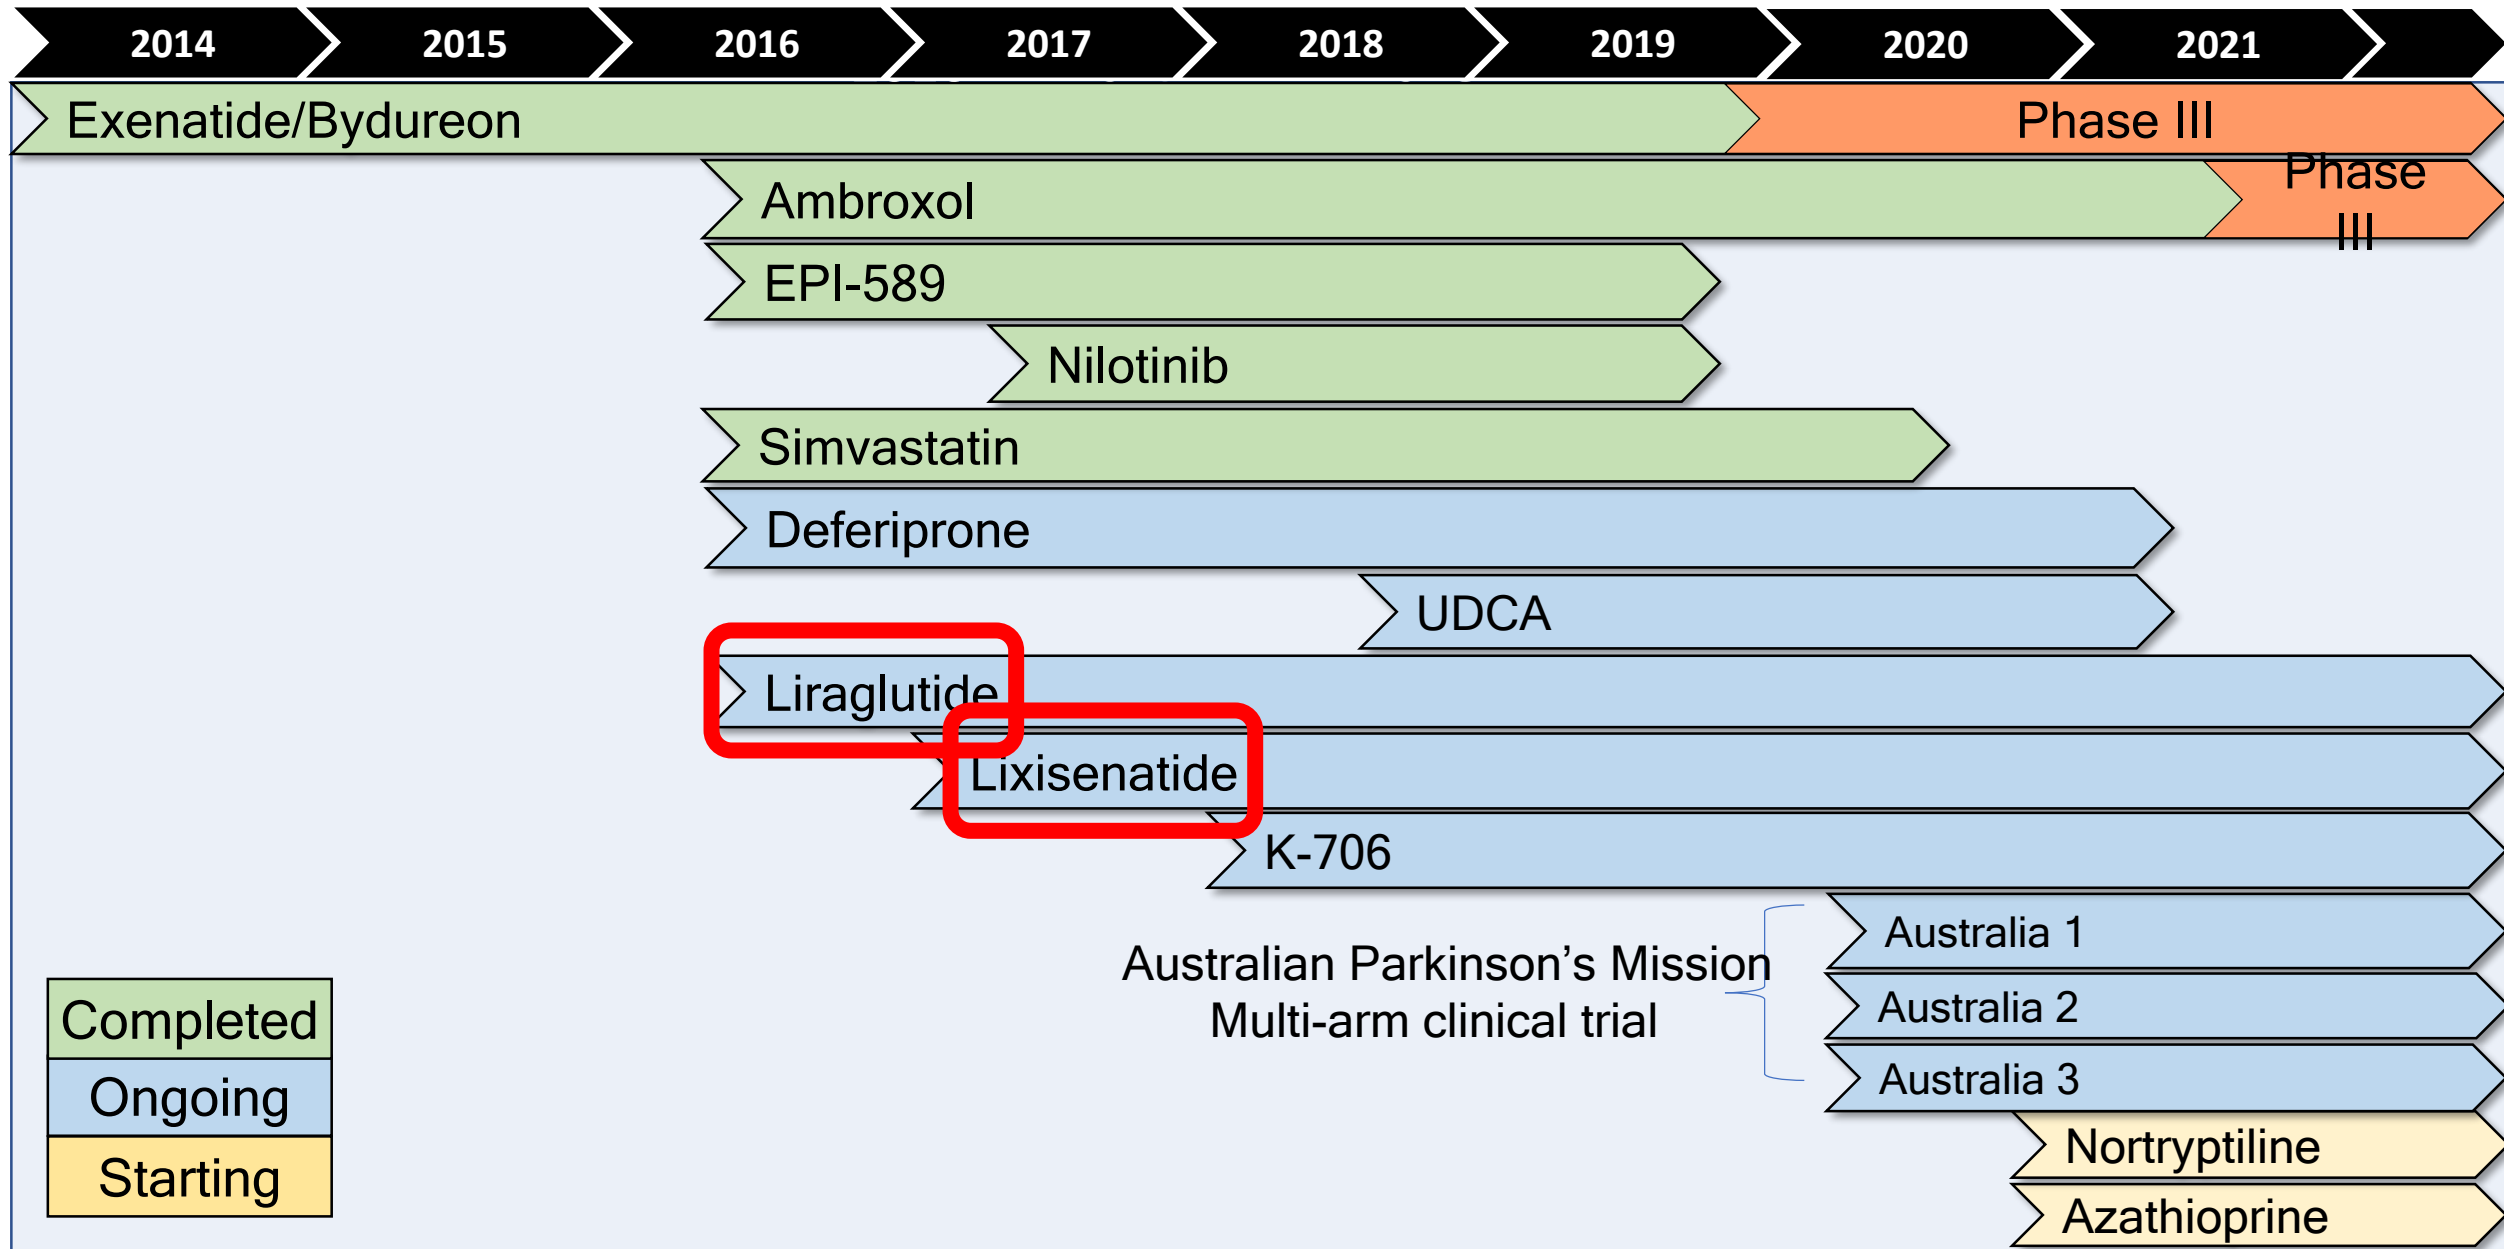 2014
2015
2016
2017
2018
2019
2020
2021
Exenatide/Bydureon
Phase III
Ambroxol
Phase
III
EPI-589
Nilotinib
Simvastatin
Deferiprone
UDCA
Liraglutide
Lixisenatide
K-706
Australian Parkinson’s Mission
Multi-arm clinical trial
Australia 1
Australia 2
Australia 3
Nortryptiline
Azathioprine
Completed
Ongoing
Starting